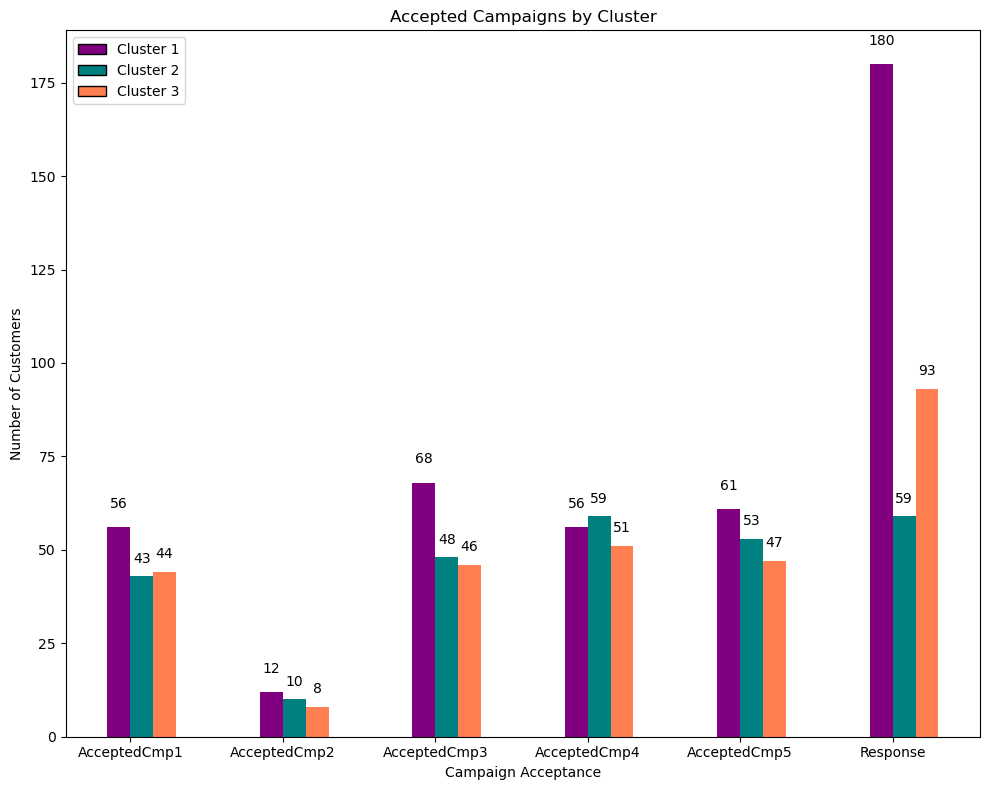 Accepted Campaigns by Cluster
Cluster 1
Cluster 2
Cluster 3
Number of Customers
175
150
125
100
75
50
25
0
56
43
44
12
10
8
68
48
46
56
59
51
61
53
47
180
59
93
AcceptedCmp1
AcceptedCmp2
AcceptedCmp3
AcceptedCmp4
AcceptedCmp5
Response
Campaign Acceptance